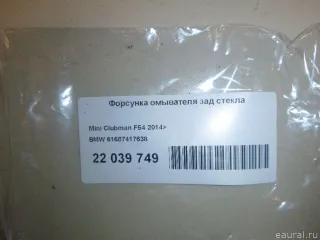 Форсунка омывателя зад стекла
Mini Clubman F54 2014>
BMW 61667417638
22 039 749
eaural.ru